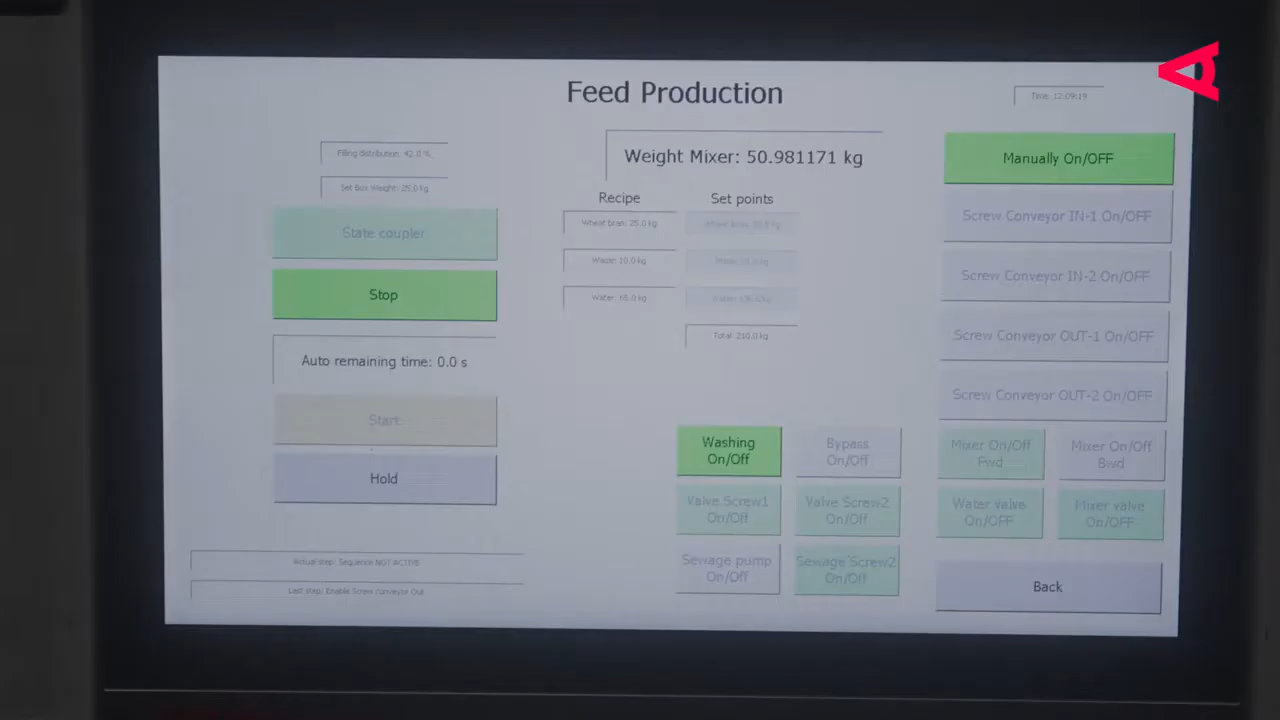 Feed Production
Time: 12:09:19
Filling distribution: 42.0 %
Set Box Weight: 25.0 kg
State coupler
Stop
Auto remaining time: 0.0 s
Start
Hold
Actual step: Sequence NOT ACTIVE
Last step: Enable Screw conveyor Out
Weight Mixer: 50.981171 kg
Recipe
Set points
Wheat bran: 25.0 kg
Maize: 10.0 kg
Water: 65.0 kg
Total: 210.0 kg
Washing
On/Off
Bypass
On/Off
Valve Screw1
On/Off
Valve Screw2
On/Off
Sewage pump
On/Off
Sewage Screw2
On/Off
Manually On/OFF
Screw Conveyor IN-1 On/OFF
Screw Conveyor IN-2 On/OFF
Screw Conveyor OUT-1 On/OFF
Screw Conveyor OUT-2 On/OFF
Mixer On/Off
Fwd
Mixer On/Off
Bwd
Water valve
On/OFF
Mixer valve
On/OFF
Back